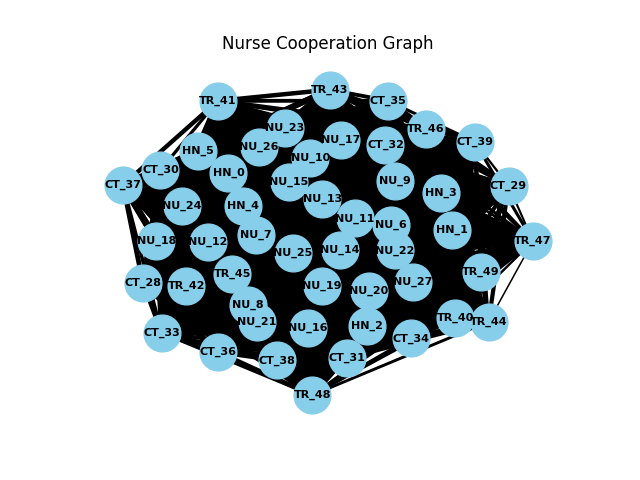 Nurse Cooperation Graph
TR_43
TR_41
CT_35
NU_23
TR_46
NU_17
CT_39
CT_32
NU_26
HN_5
NU_10
CT_30
HN_0
NU_15
NU_9
CT_37
CT_29
HN_3
NU_13
NU_24
HN_4
NU_11
NU_6
HN_1
NU_7
NU_18
NU_12
TR_47
NU_14
NU_22
NU_25
TR_49
TR_45
CT_28
NU_27
TR_42
NU_19
NU_20
NU_8
TR_40
NU_21
TR_44
HN_2
NU_16
CT_33
CT_34
CT_36
CT_31
CT_38
TR_48